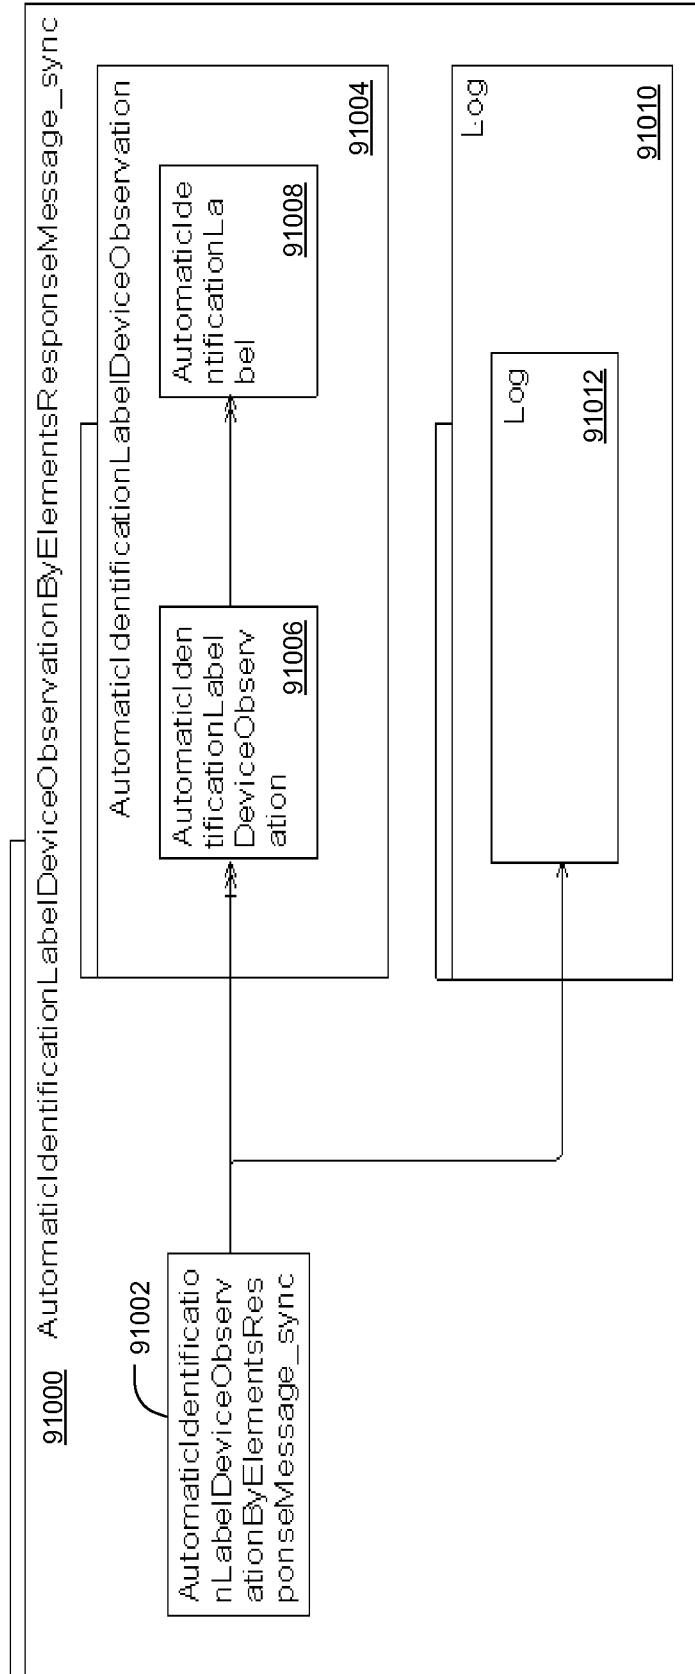 91000 AutomaticIdentificationLabelDeviceObservationByElementsResponseMessage_sync
91002
AutomaticIdentificatio
nLabelDeviceObserv
ationByElementsRes
ponseMessage_sync
AutomaticIdentificationLabelDeviceObservation
AutomaticIden
tificationLabel
DeviceObserv
ation
91006
AutomaticIde
ntificationLa
bel
91008
91004
Log
Log
91012
91010